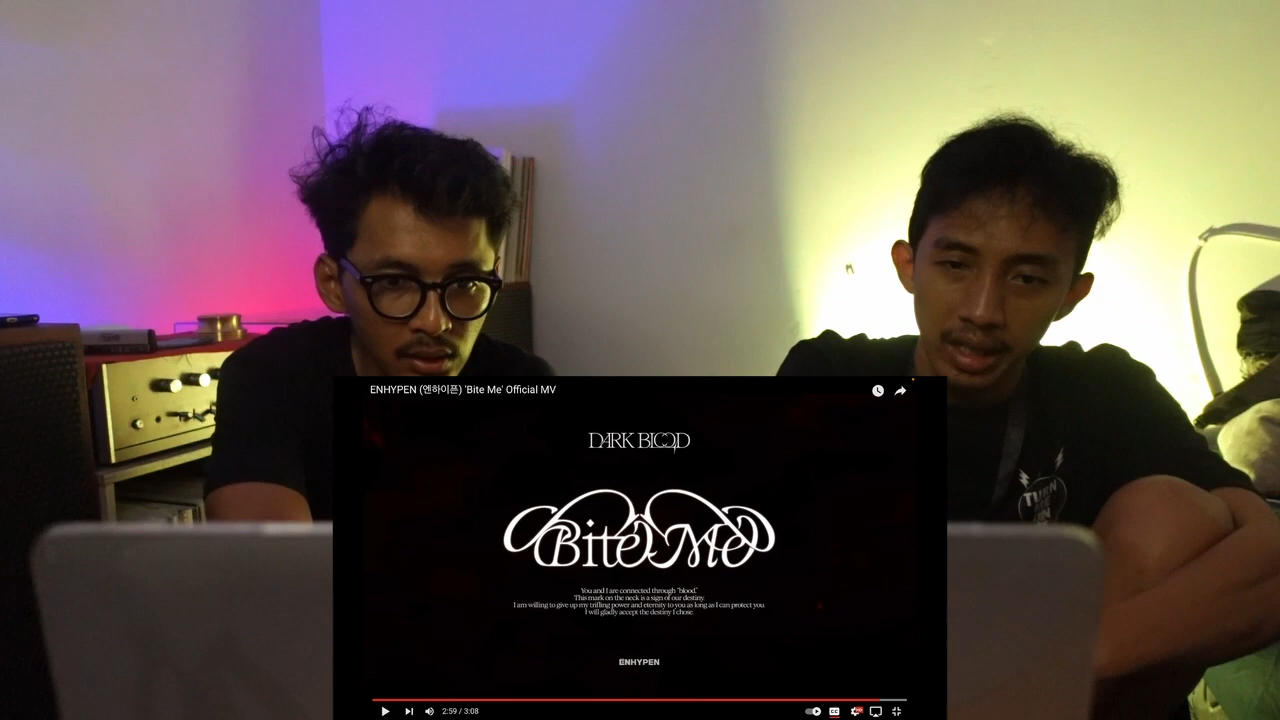 ENHYPEN (엔하이픈) 'Bite Me' Official MV
DARK BLOOD
Bite Me
You and I are connected through "blood."
This mark on the neck is a sign of our destiny.
I am willing to give up my trifling power and eternity to you as long as I can protect you.
I will gladly accept the destiny I chose.
ENHYPEN
2:59 / 3:08
CC
HD
TURN